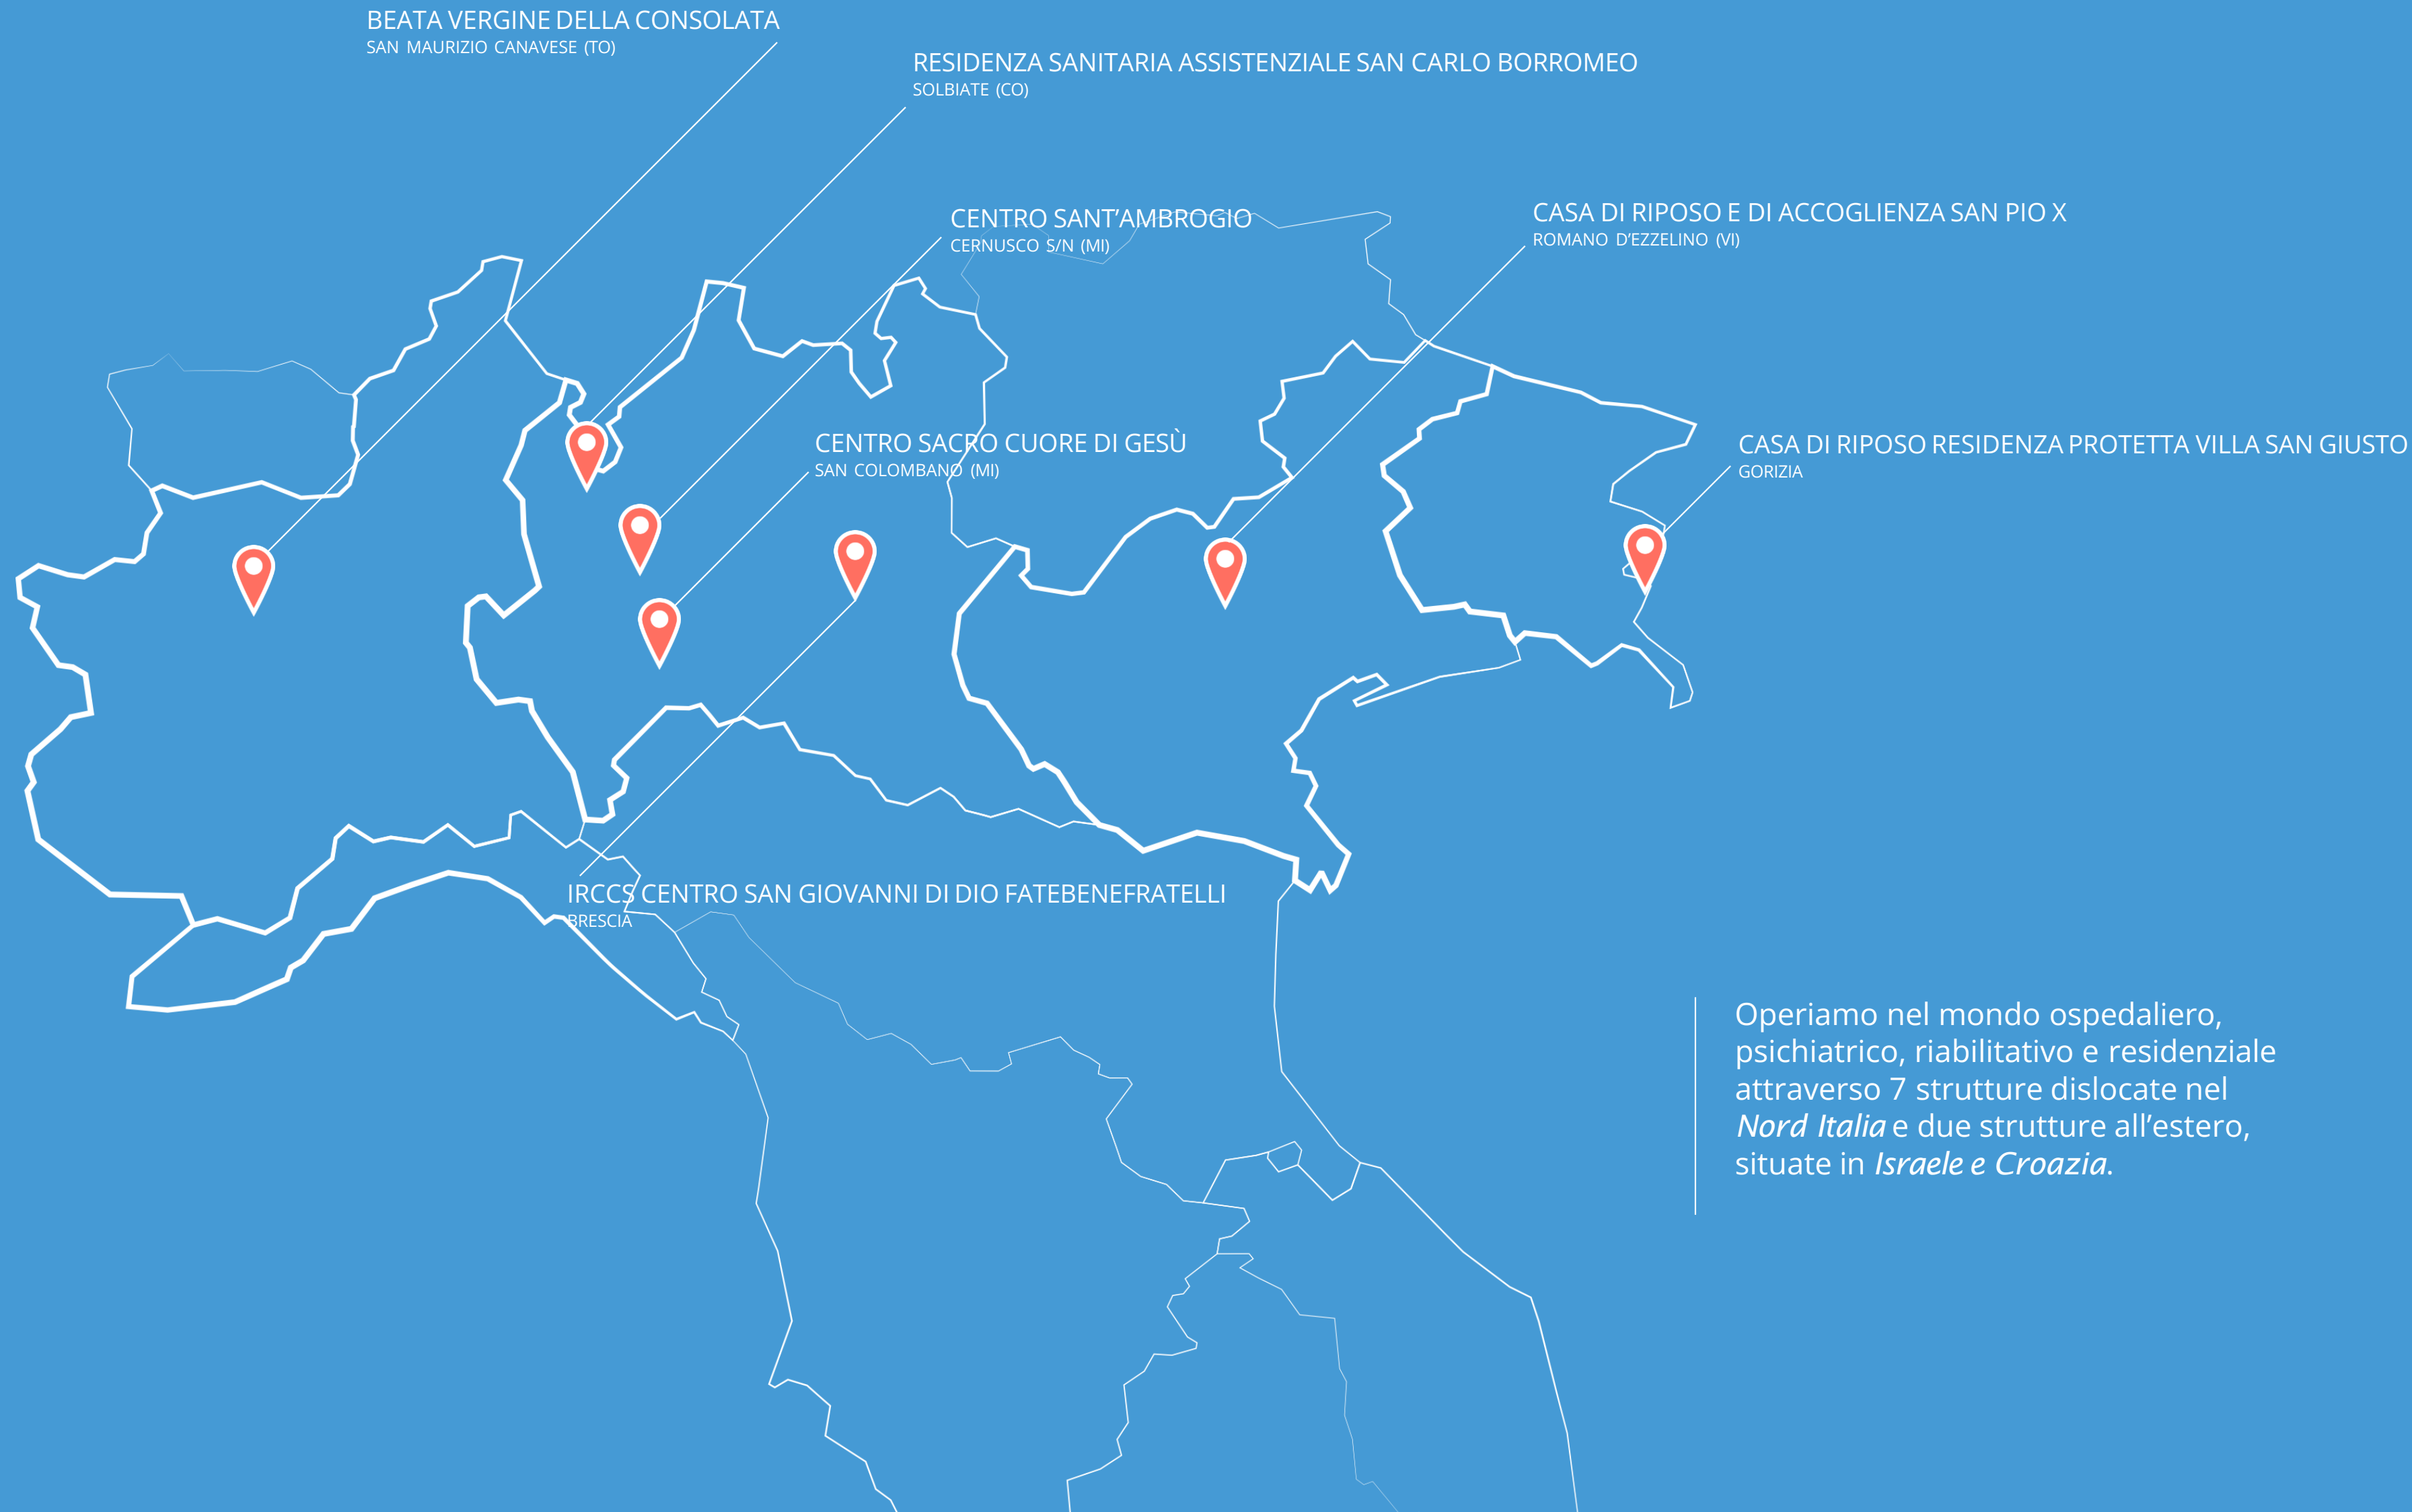 BEATA VERGINE DELLA CONSOLATA
SAN MAURIZIO CANAVESE (TO)
RESIDENZA SANITARIA ASSISTENZIALE SAN CARLO BORROMEO
SOLBIATE (CO)
CENTRO SANT’AMBROGIO
CERNUSCO S/N (MI)
CASA DI RIPOSO E DI ACCOGLIENZA SAN PIO X
ROMANO D’EZZELINO (VI)
CENTRO SACRO CUORE DI GESÙ
SAN COLOMBANO (MI)
CASA DI RIPOSO RESIDENZA PROTETTA VILLA SAN GIUSTO
GORIZIA
IRCCS CENTRO SAN GIOVANNI DI DIO FATEBENEFRATELLI
BRESCIA
Operiamo nel mondo ospedaliero,
psichiatrico, riabilitativo e residenziale
attraverso 7 strutture dislocate nel
Nord Italia e due strutture all’estero,
situate in Israele e Croazia.